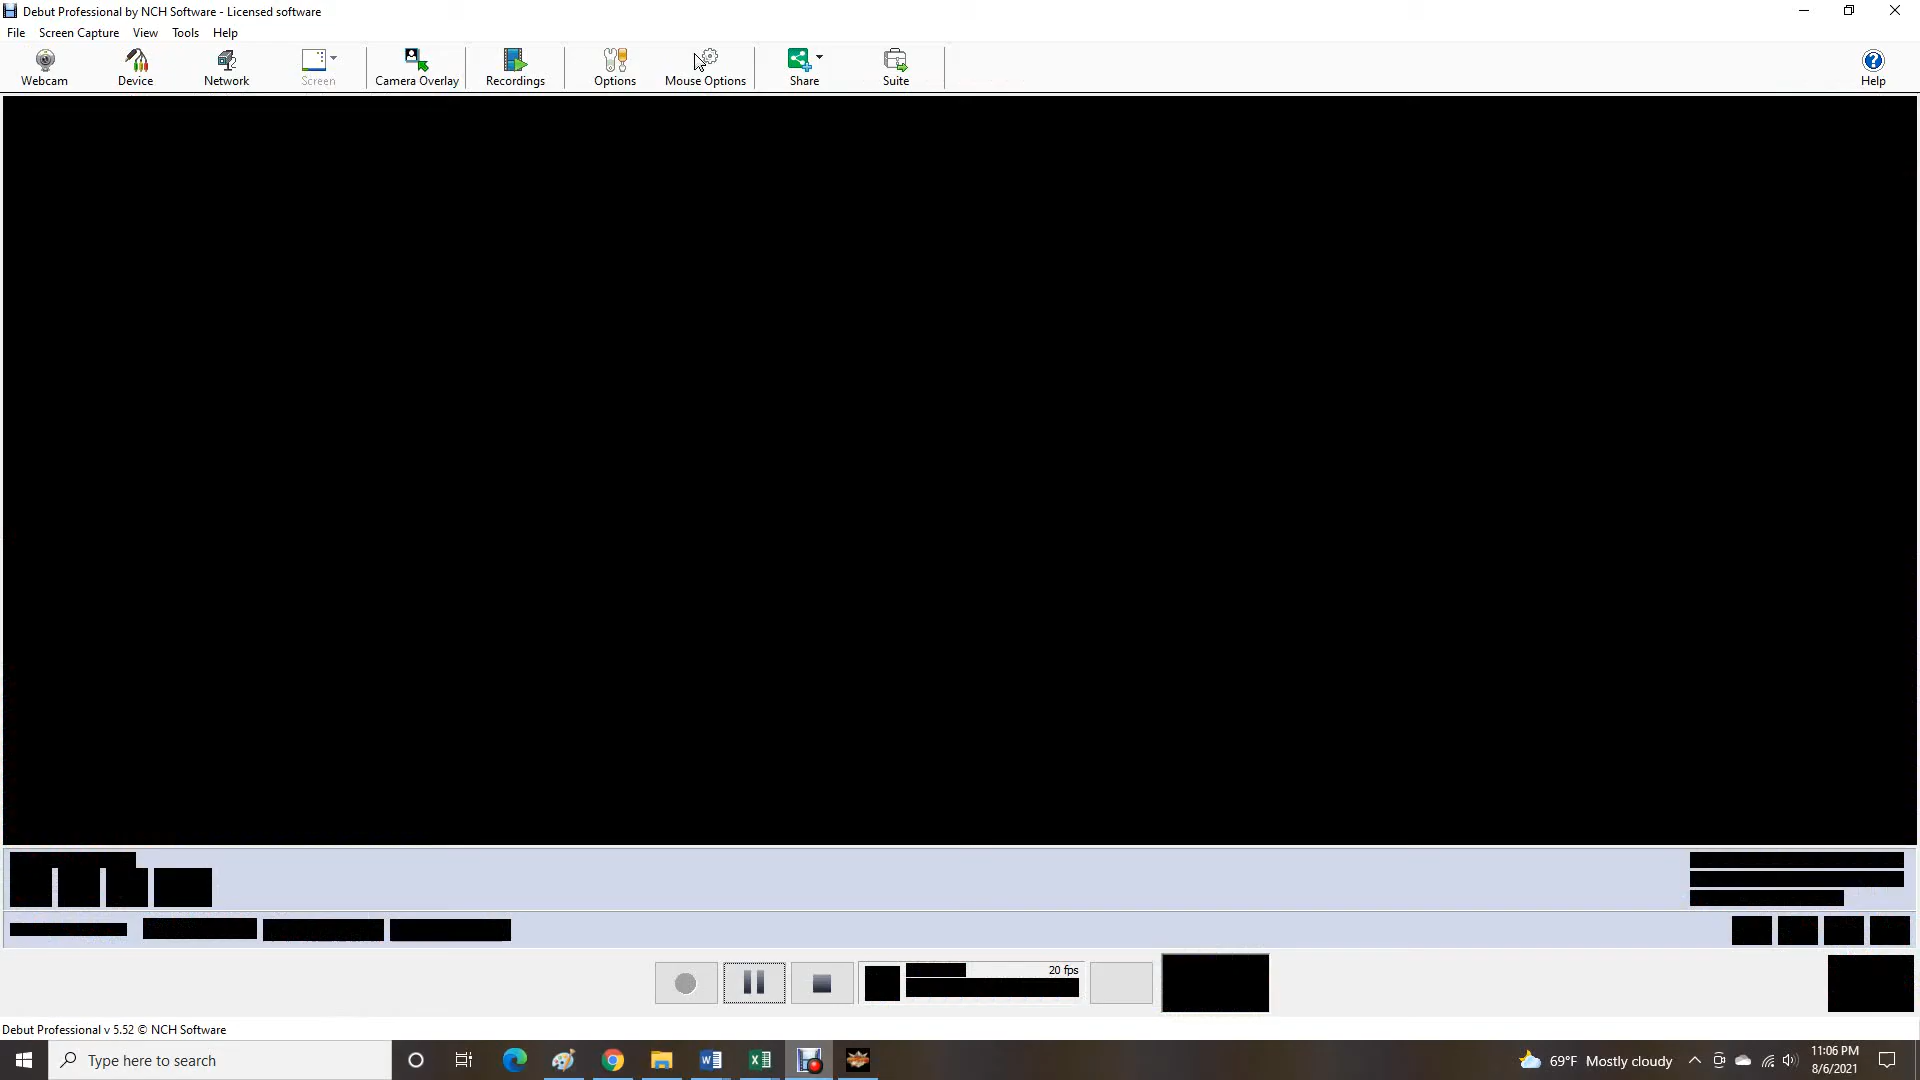 Debut Professional by NCH Software - Licensed software
File Screen Capture View Tools Help
Webcam Device Network Screen Camera Overlay Recordings Options Mouse Options Share Suite Help
20 fps
Debut Professional v 5.52 © NCH Software
Type here to search
69°F Mostly cloudy
11:06 PM
8/6/2021